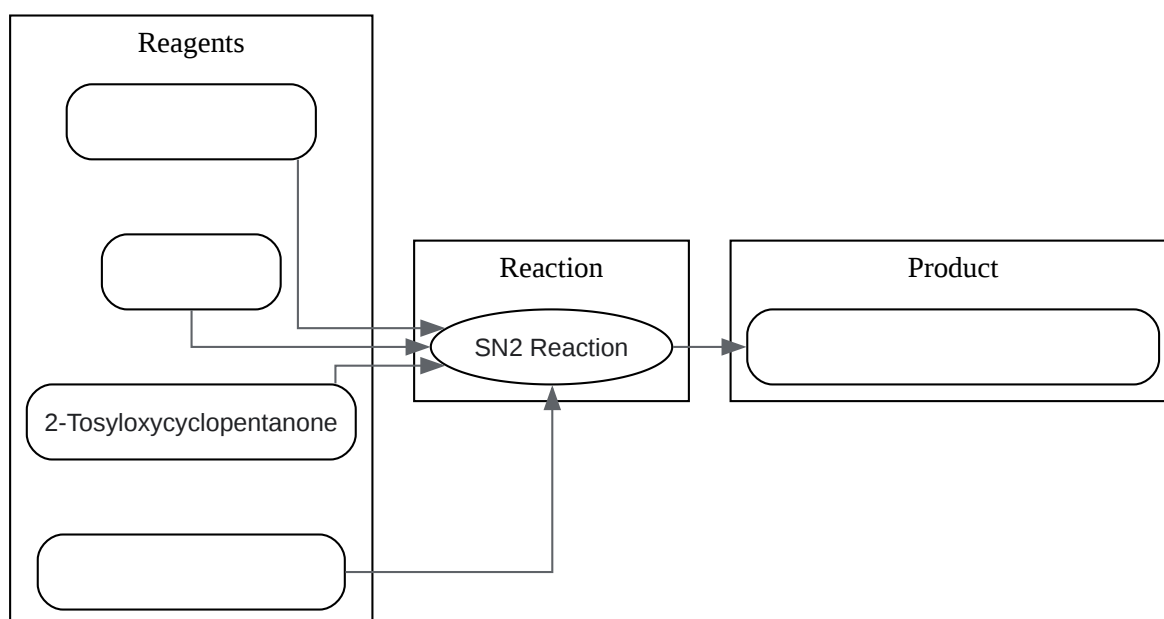 Reagents
Reaction
Product
SN2 Reaction
2-Tosyloxycyclopentanone